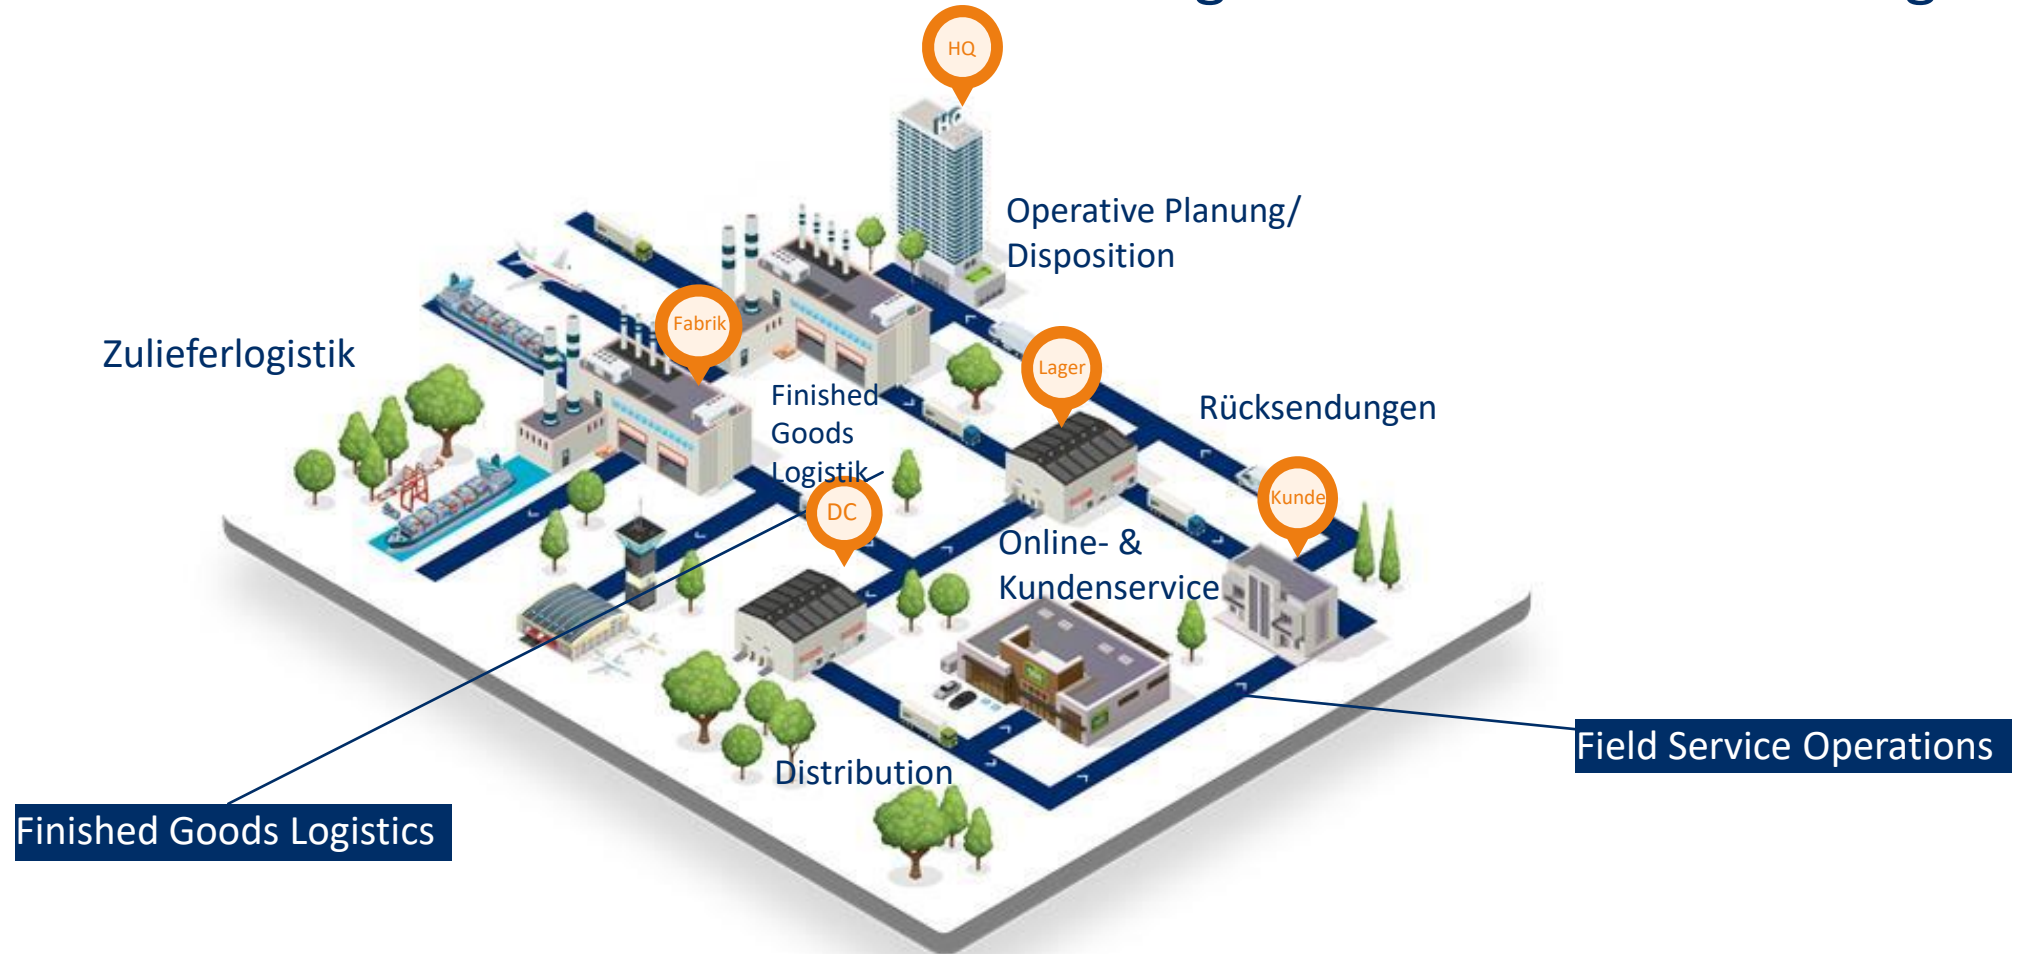 HQ
HQ
Operative Planung/
Disposition
Fabrik
Zulieferlogistik
Lager
Finished
Goods
Logistik
Rücksendungen
Kunde
DC
Online- &
Kundenservice
Field Service Operations
Distribution
Finished Goods Logistics